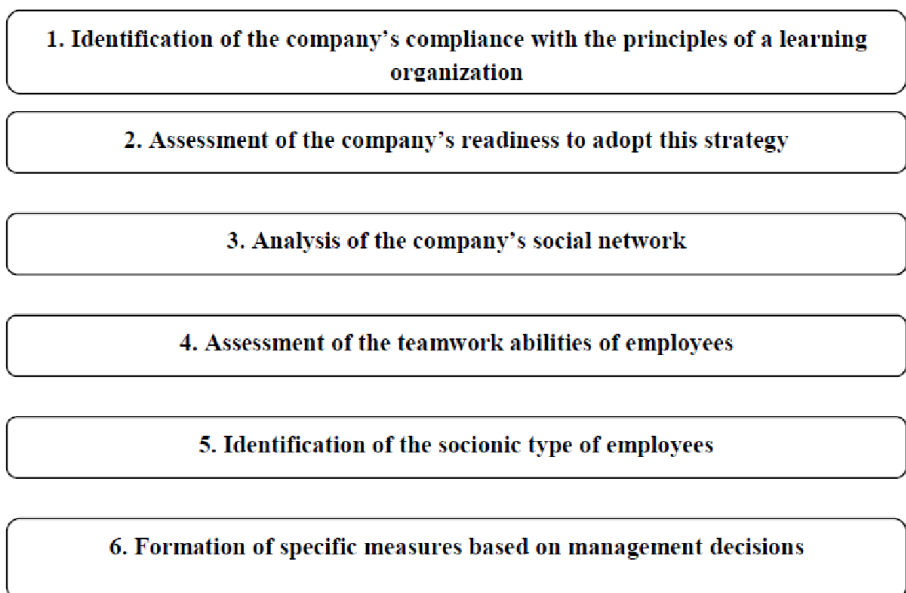 1. Identification of the company’s compliance with the principles of a learning
organization
2. Assessment of the company’s readiness to adopt this strategy
3. Analysis of the company’s social network
4. Assessment of the teamwork abilities of employees
5. Identification of the socionic type of employees
6. Formation of specific measures based on management decisions